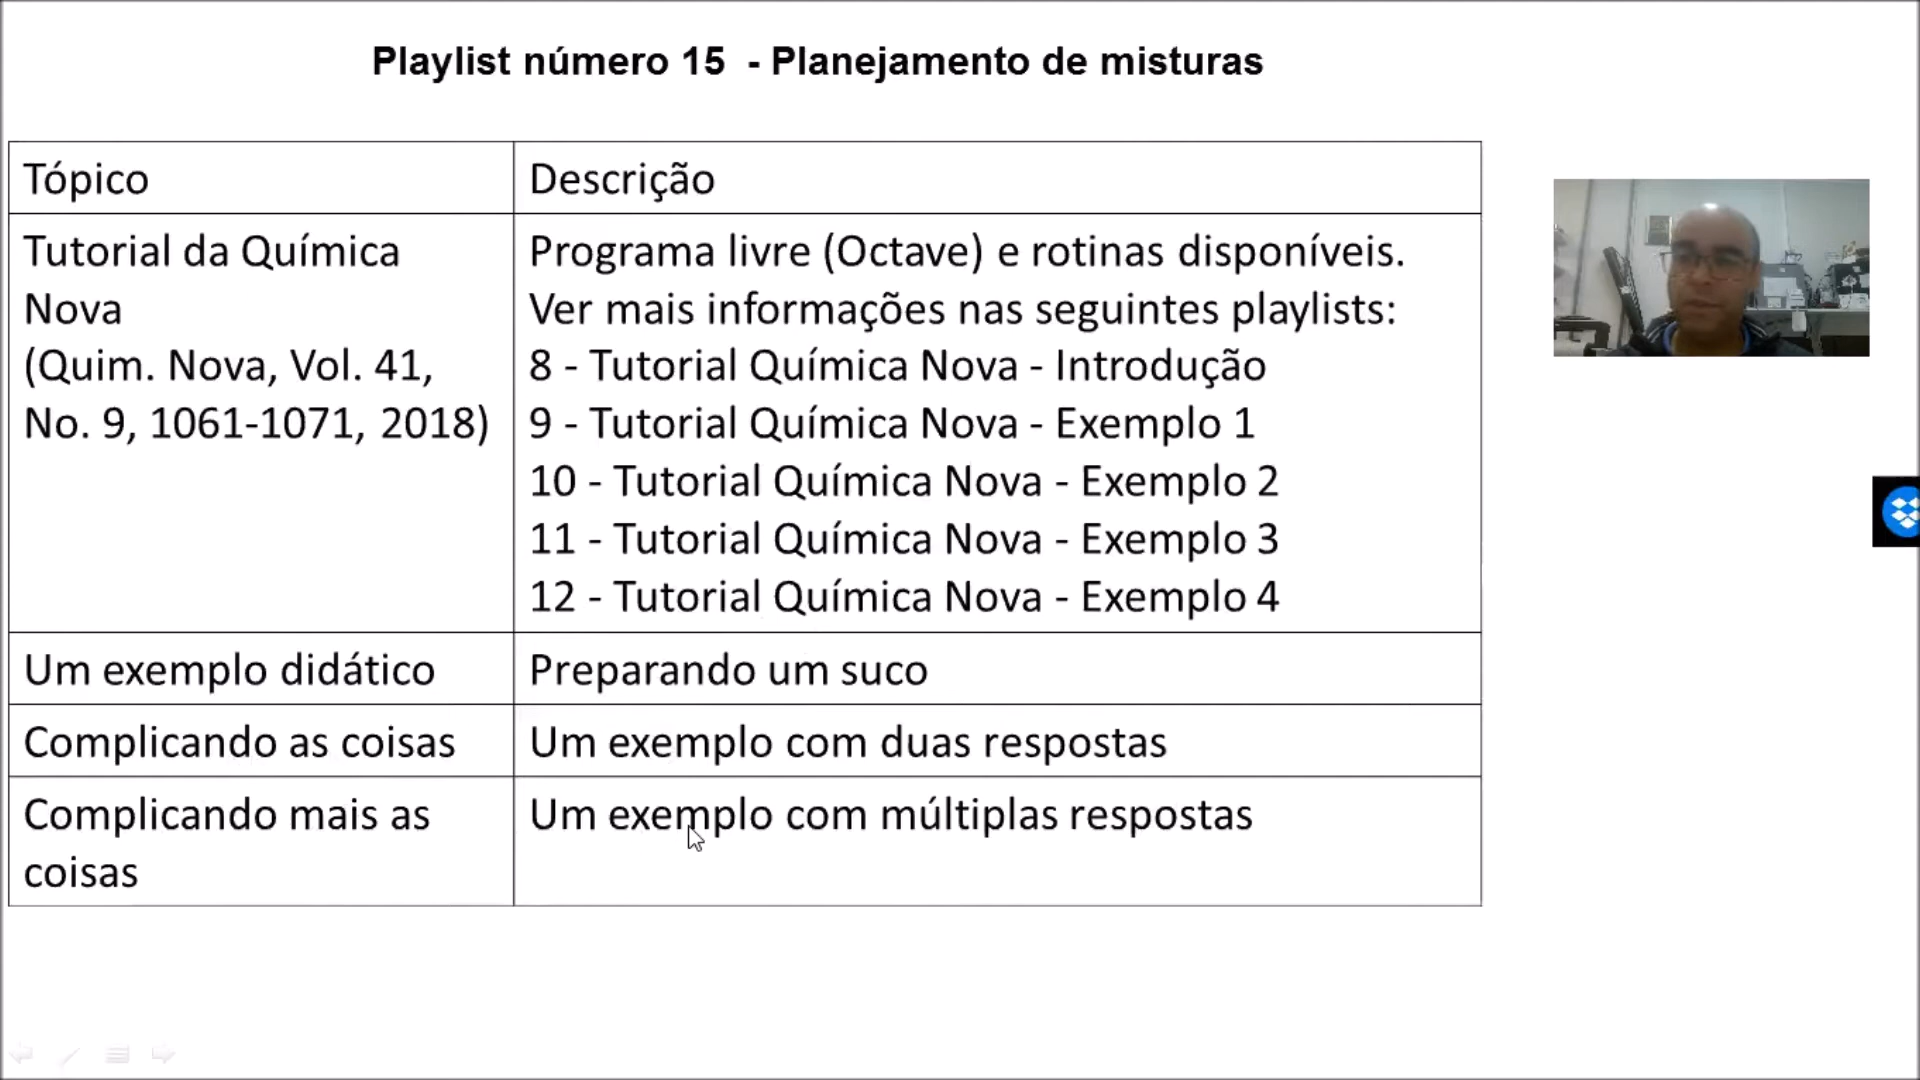 Playlist número 15 - Planejamento de misturas
Tópico
Descrição
Tutorial da Química
Nova
(Quim. Nova, Vol. 41,
No. 9, 1061-1071, 2018)
Programa livre (Octave) e rotinas disponíveis.
Ver mais informações nas seguintes playlists:
8 - Tutorial Química Nova - Introdução
9 - Tutorial Química Nova - Exemplo 1
10 - Tutorial Química Nova - Exemplo 2
11 - Tutorial Química Nova - Exemplo 3
12 - Tutorial Química Nova - Exemplo 4
Um exemplo didático
Preparando um suco
Complicando as coisas
Um exemplo com duas respostas
Complicando mais as
coisas
Um exemplo com múltiplas respostas